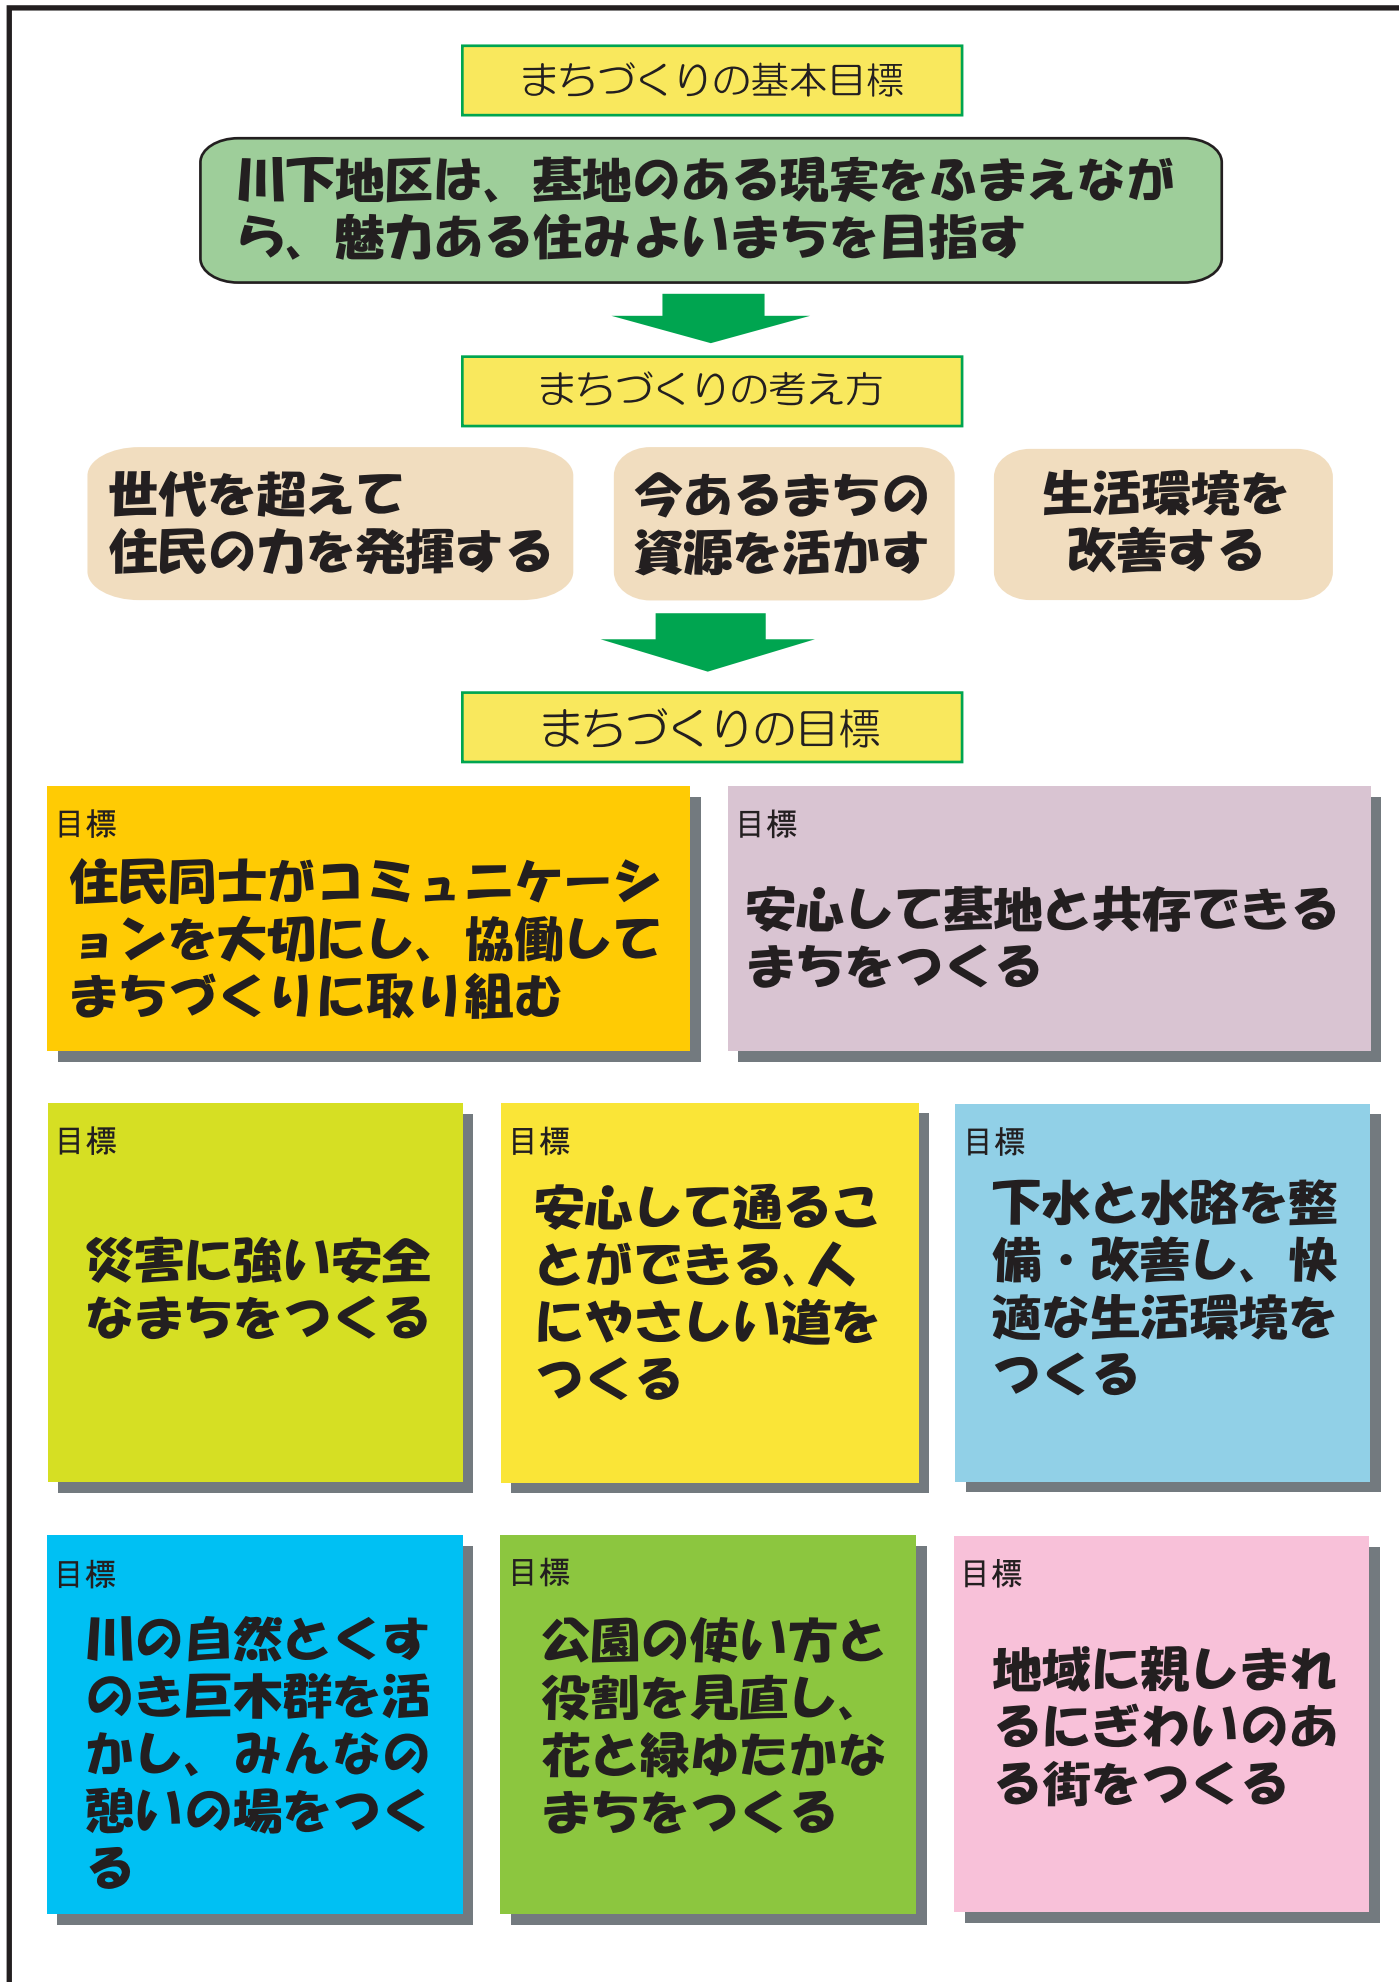 まちづくりの基本目標
川下地区は、基地のある現実をふまえなが
ら、魅力ある住みよいまちを目指す
まちづくりの考え方
世代を超えて
住民の力を発揮する
今あるまちの
資源を活かす
生活環境を
改善する
まちづくりの目標
目標
住民同士がコミュニケーシ
ョンを大切にし、協働して
まちづくりに取り組む
目標
安心して基地と共存できる
まちをつくる
目標
災害に強い安全
なまちをつくる
目標
安心して通るこ
とができる、人
にやさしい道を
つくる
目標
下水と水路を整
備・改善し、快
適な生活環境を
つくる
目標
川の自然とくす
のき巨木群を活
かし、みんなの
憩いの場をつく
る
目標
公園の使い方と
役割を見直し、
花と緑ゆたかな
まちをつくる
目標
地域に親しまれ
るにぎわいのあ
る街をつくる